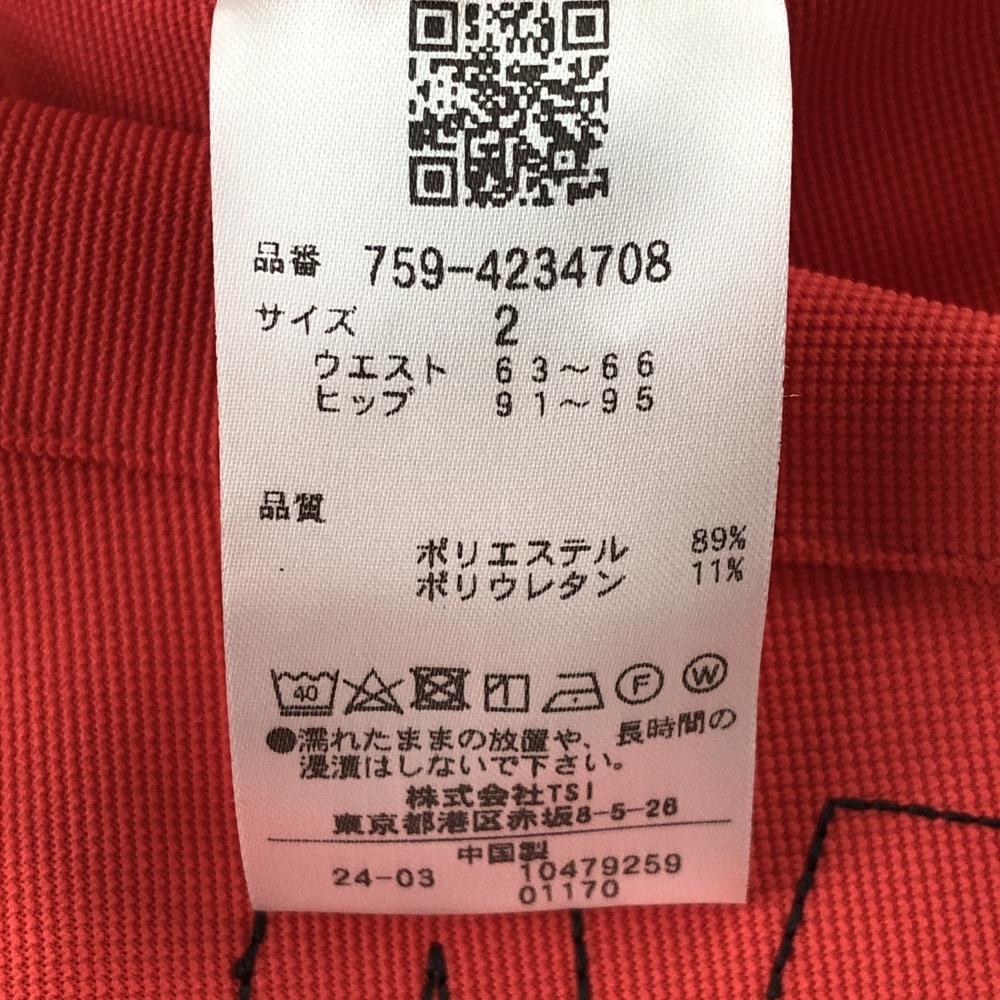 品番 759-4234708
サイズ 2
ウエスト 63～66
ヒップ 91～95
品質
ポリエステル 89%
ポリウレタン 11%
40
F W
●濡れたままの放置や、長時間の
浸漬はしないで下さい。
株式会社TSI
東京都港区赤坂8-5-26
中国製
24-03 10479259
01170